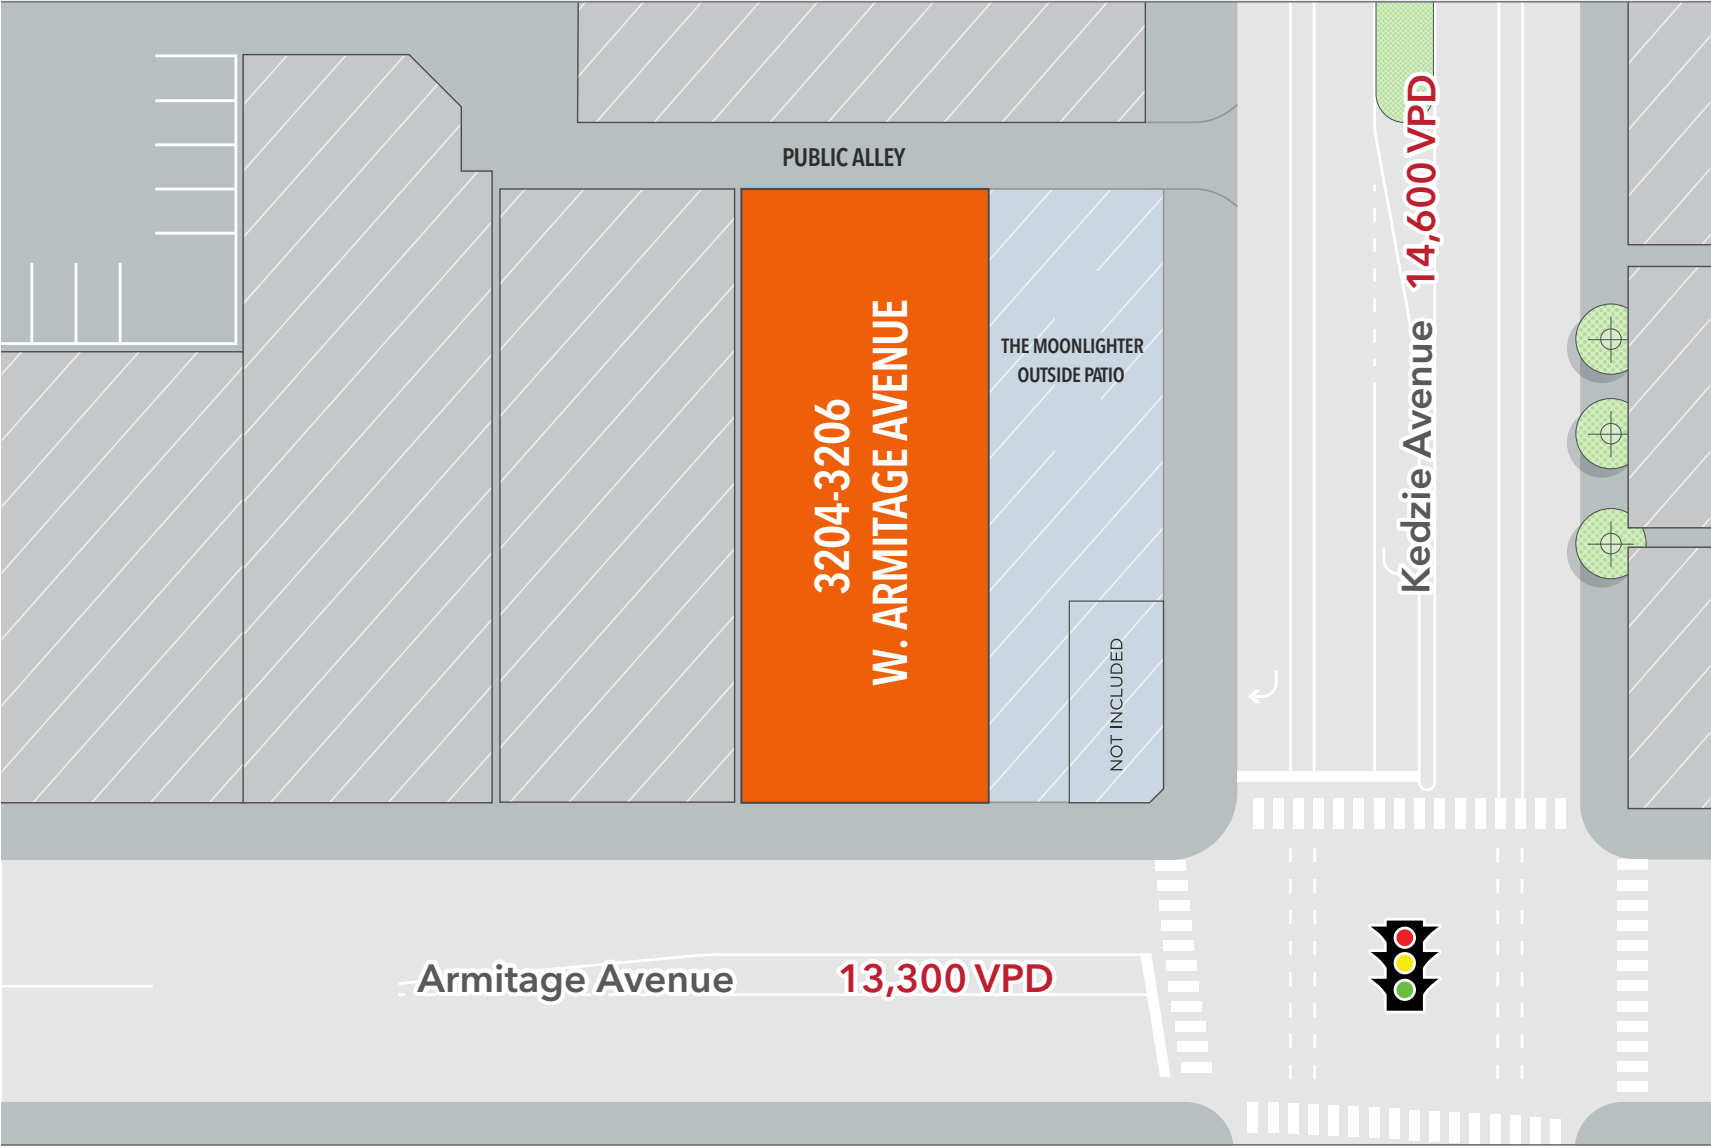 PUBLIC ALLEY
3204-3206
W. ARMITAGE AVENUE
THE MOONLIGHTER
OUTSIDE PATIO
NOT INCLUDED
Kedzie Avenue 14,600 VPD
Armitage Avenue 13,300 VPD